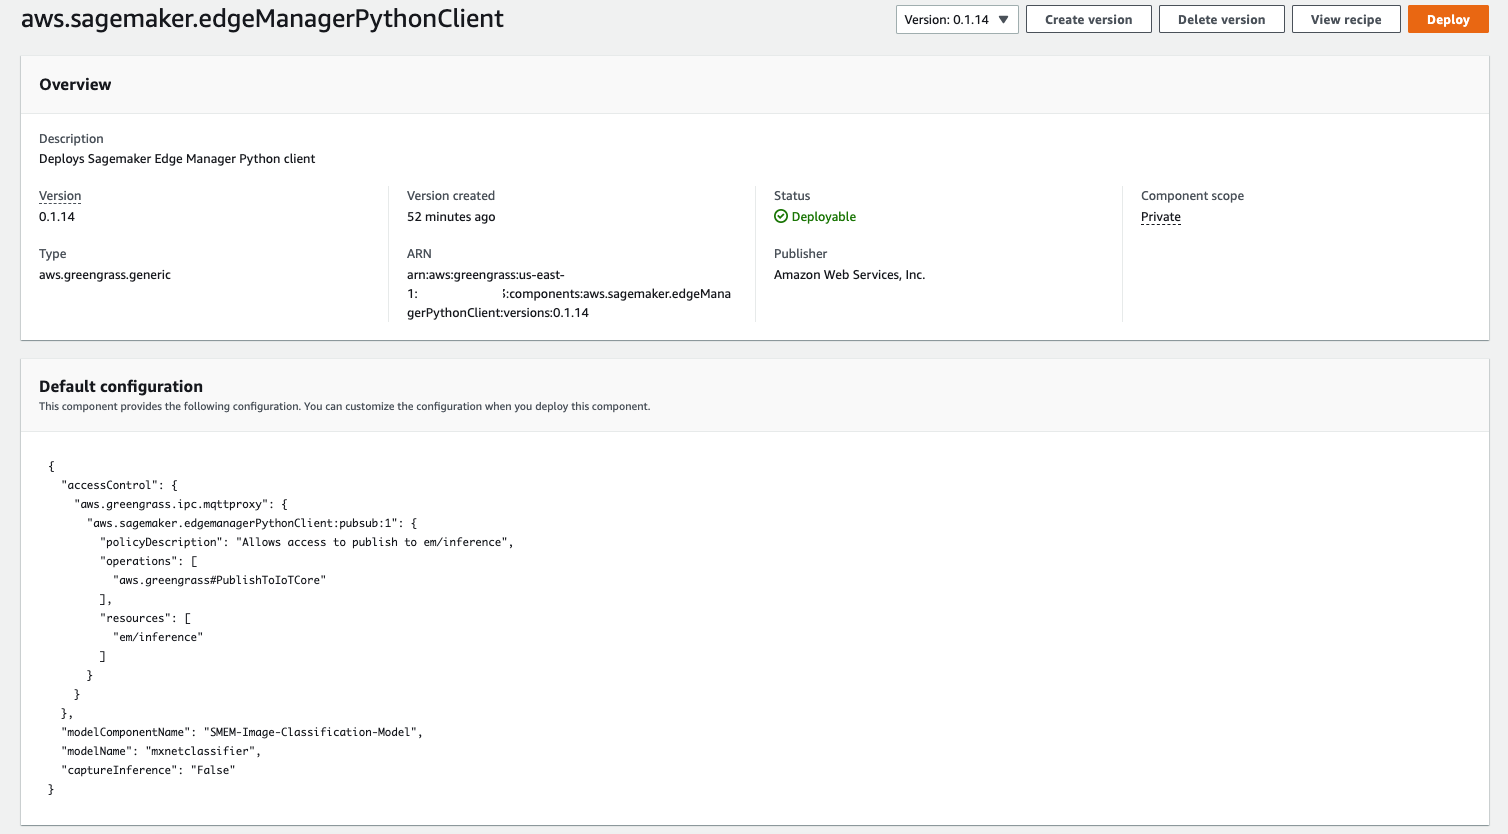 aws.sagemaker.edgeManagerPythonClient
Version: 0.1.14
Create version
Delete version
View recipe
Deploy
Overview
Description
Deploys Sagemaker Edge Manager Python client
Version
0.1.14
Version created
52 minutes ago
Status
Deployable
Component scope
Private
Type
aws.greengrass.generic
ARN
arn:aws:greengrass:us-east-
1: :components:aws.sagemaker.edgeMana
gerPythonClient:versions:0.1.14
Publisher
Amazon Web Services, Inc.
Default configuration
This component provides the following configuration. You can customize the configuration when you deploy this component.
{
"accessControl": {
"aws.greengrass.ipc.mqttproxy": {
"aws.sagemaker.edgemanagerPythonClient:pubsub:1": {
"policyDescription": "Allows access to publish to em/inference",
"operations": [
"aws.greengrass#PublishToIoTCore"
],
"resources": [
"em/inference"
]
}
}
},
"modelComponentName": "SMEM-Image-Classification-Model",
"modelName": "mxnetclassifier",
"captureInference": "False"
}